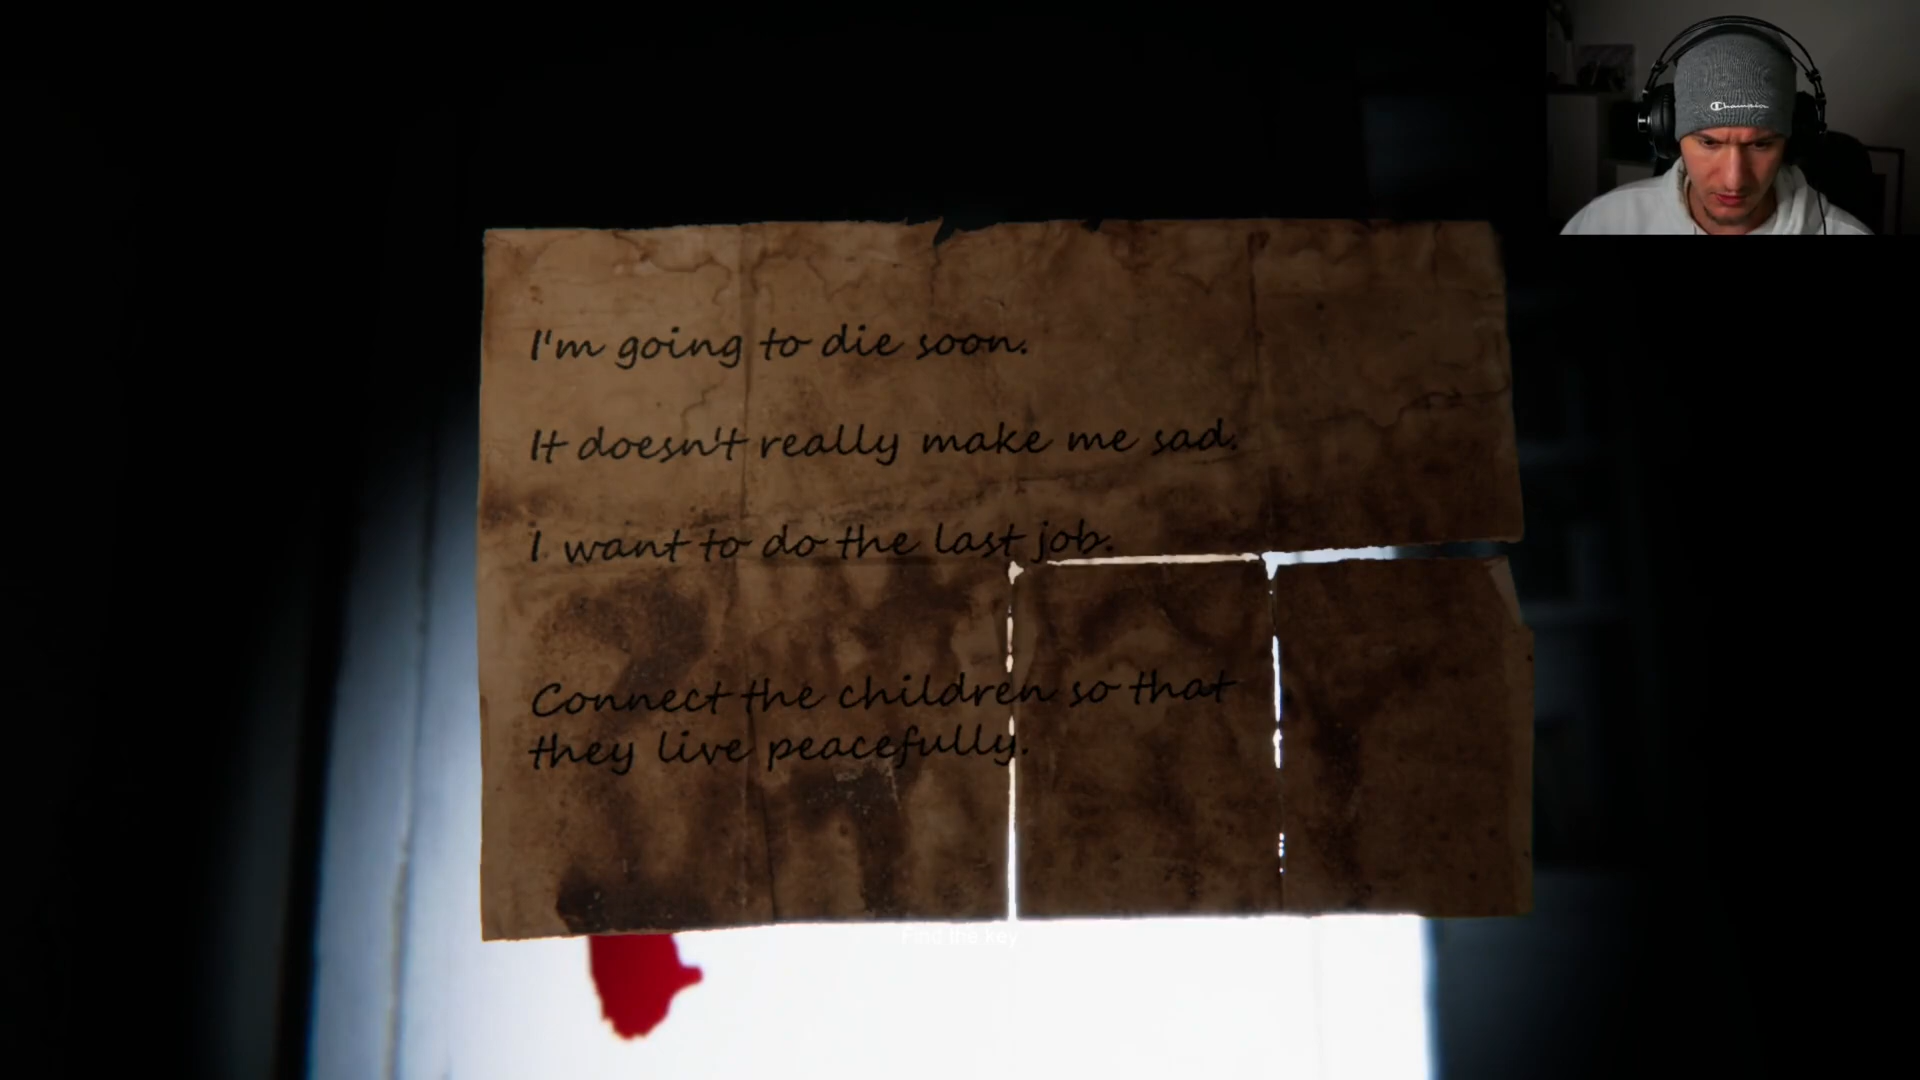 Champion
I'm going to die soon.
It doesn't really make me sad.
I want to do the last job.
Connect the children so that
they live peacefully.
Find the key